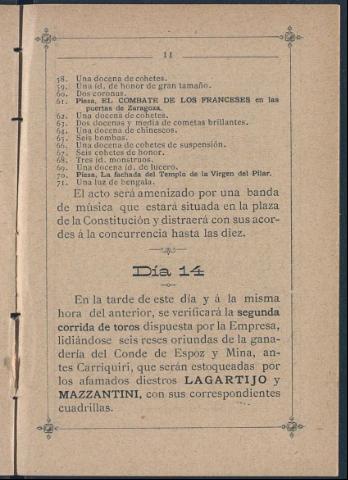 11
58. Una docena de cohetes.
59. Una íd. de honor de gran tamaño.
60. Dos coronas.
61. Pieza, EL COMBATE DE LOS FRANCESES en las
puertas de Zaragoza.
62. Una docena de cohetes.
63. Dos docenas y media de cometas brillantes.
64. Una docena de chinescos.
65. Seis bombas.
66. Una docena de cohetes de suspensión.
67. Seis cohetes de honor.
68. Tres íd. monstruos.
69. Una docena íd. de lucero.
70. Pieza, La fachada del Templo de la Virgen del Pilar.
71. Una luz de bengala.
El acto será amenizado por una banda
de música que estará situada en la plaza
de la Constitución y distraerá con sus acor-
des á la concurrencia hasta las diez.
Día 14
En la tarde de este día y á la misma
hora del anterior, se verificará la segunda
corrida de toros dispuesta por la Empresa,
lidiándose seis reses oriundas de la gana-
dería del Conde de Espoz y Mina, an-
tes Carriquiri, que serán estoqueadas por
los afamados diestros LAGARTIJO y
MAZZANTINI, con sus correspondientes
cuadrillas.